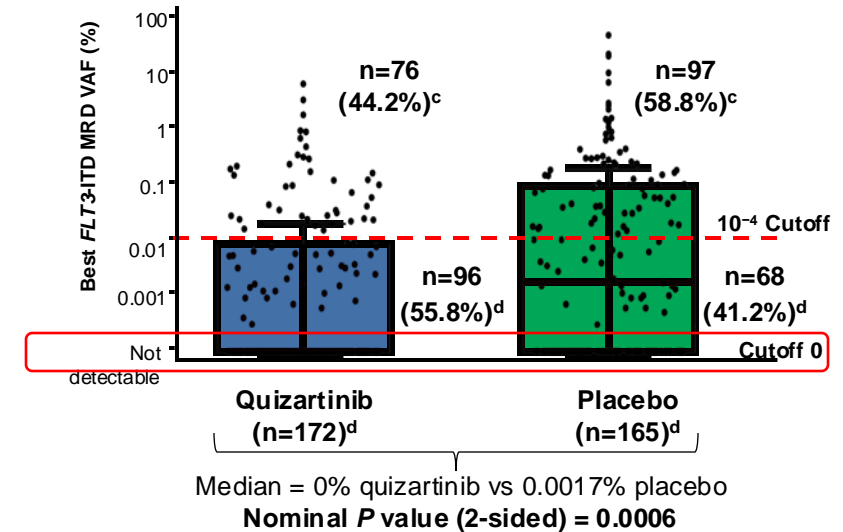 Best FLT3-ITD MRD VAF (%)
100
10
1
0.1
0.01
0.001
Not
detectable
n=76
(44.2%)ᶜ
n=97
(58.8%)ᶜ
10⁻⁴ Cutoff
n=96
(55.8%)ᵈ
n=68
(41.2%)ᵈ
Cutoff 0
Quizartinib
(n=172)ᵈ
Placebo
(n=165)ᵈ
Median = 0% quizartinib vs 0.0017% placebo
Nominal P value (2-sided) = 0.0006